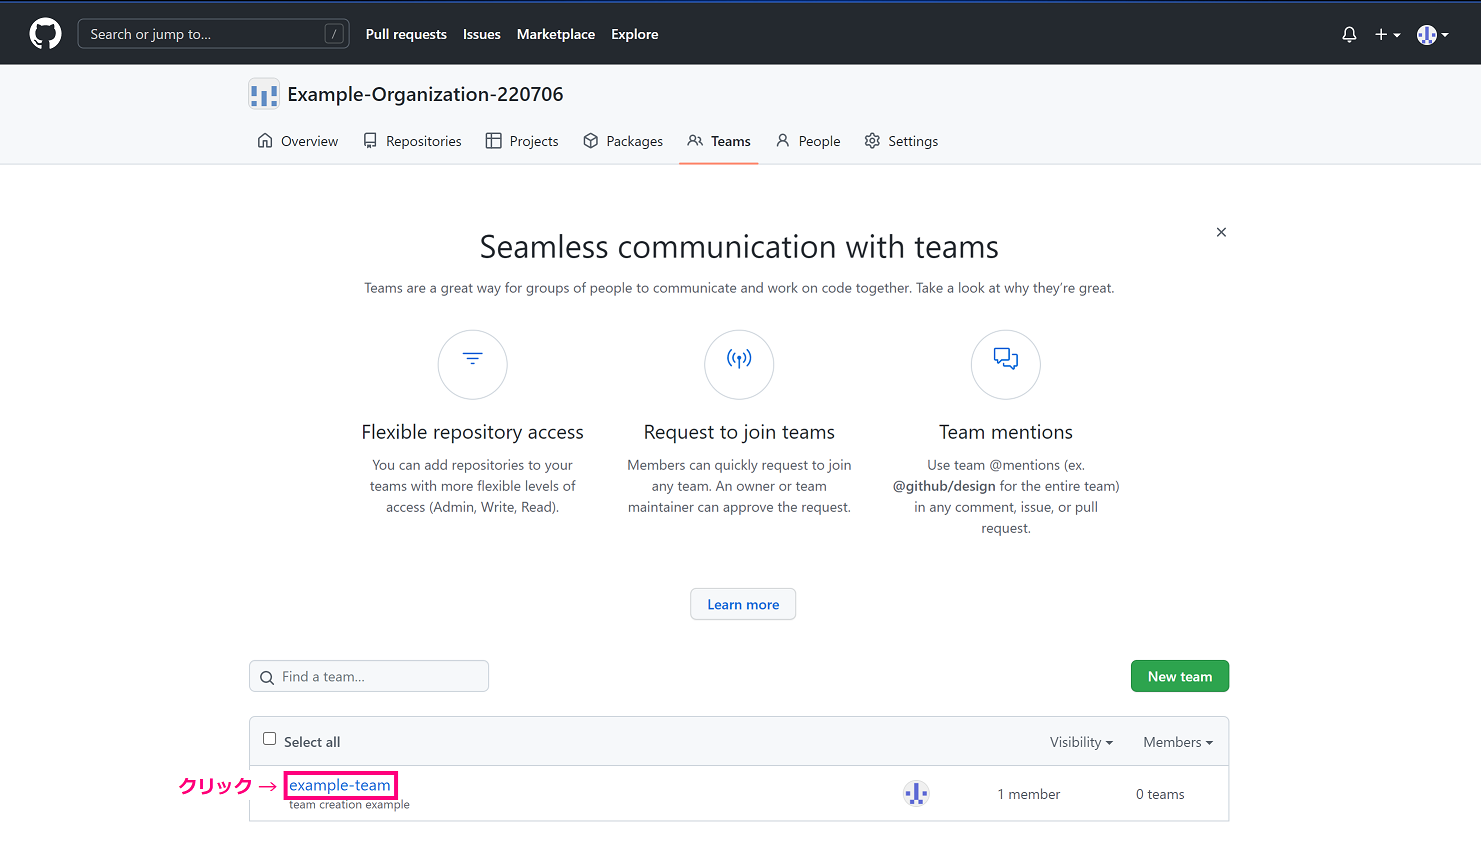 Search or jump to... /
Pull requests Issues Marketplace Explore
Example-Organization-220706
Overview Repositories Projects Packages Teams People Settings
Seamless communication with teams
Teams are a great way for groups of people to communicate and work on code together. Take a look at why they're great.
Flexible repository access
You can add repositories to your
teams with more flexible levels of
access (Admin, Write, Read).
Request to join teams
Members can quickly request to join
any team. An owner or team
maintainer can approve the request.
Team mentions
Use team @mentions (ex.
@github/design for the entire team)
in any comment, issue, or pull
request.
Learn more
Find a team...
New team
Select all Visibility Members
クリック → example-team
team creation example
1 member 0 teams